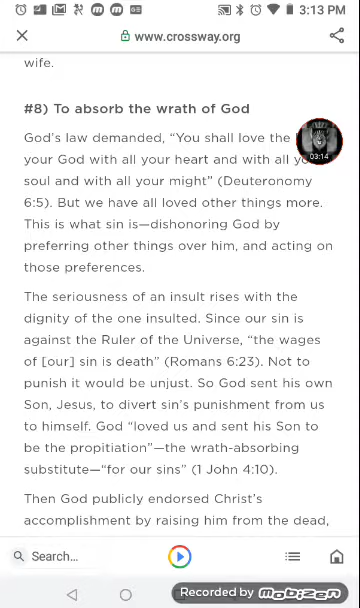 3:13 PM
www.crossway.org
wife.
#8) To absorb the wrath of God
God's law demanded, "You shall love the
your God with all your heart and with all
03:14
soul and with all your might" (Deuteronomy
6:5). But we have all loved other things more.
This is what sin is—dishonoring God by
preferring other things over him, and acting on
those preferences.
The seriousness of an insult rises with the
dignity of the one insulted. Since our sin is
against the Ruler of the Universe, "the wages
of [our] sin is death" (Romans 6:23). Not to
punish it would be unjust. So God sent his own
Son, Jesus, to divert sin's punishment from us
to himself. God "loved us and sent his Son to
be the propitiation"—the wrath-absorbing
substitute—"for our sins" (1 John 4:10).
Then God publicly endorsed Christ's
accomplishment by raising him from the dead,
Search...
Recorded by mobizen